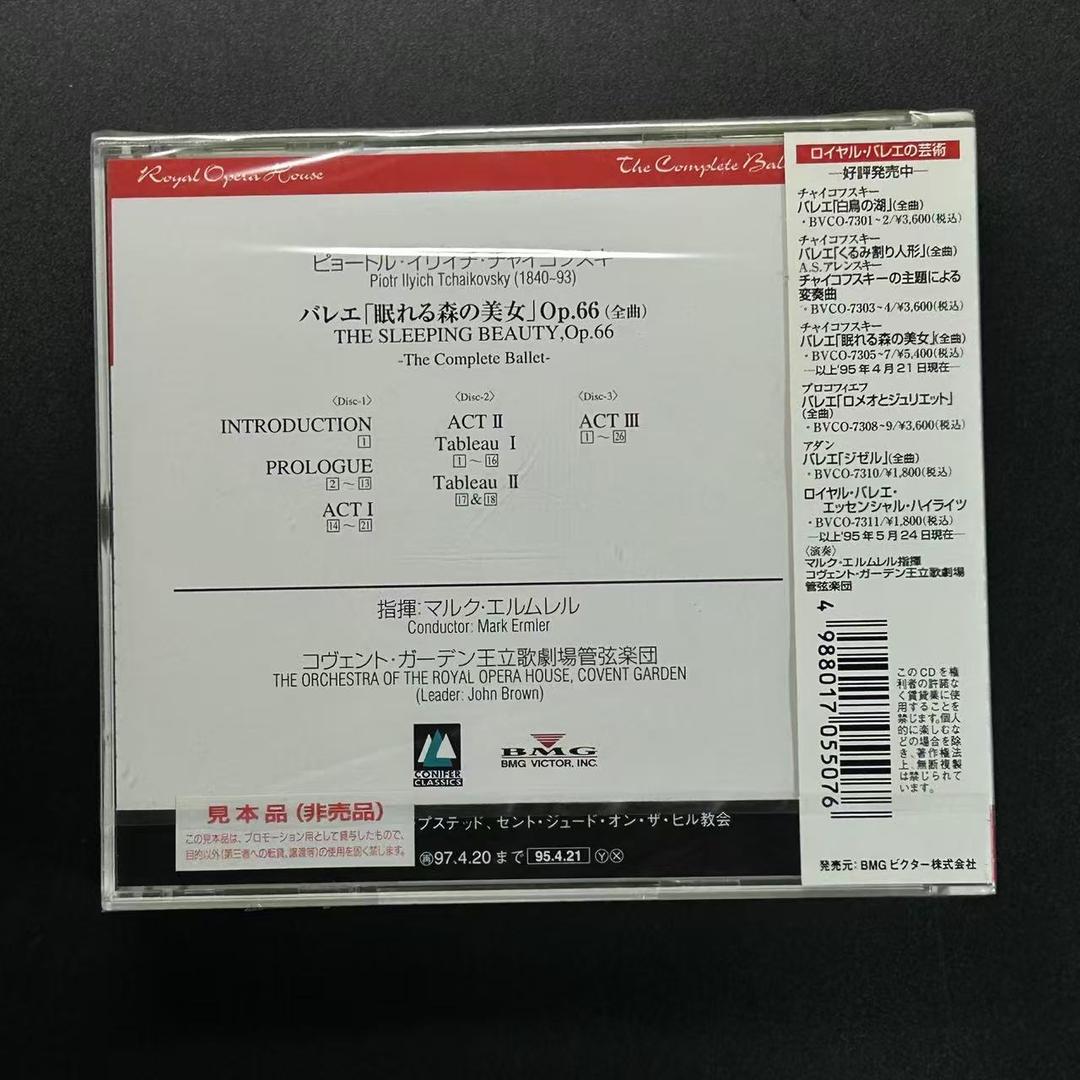 Royal Opera House
The Complete Bal
ピョートル・イリイチ・チャイコフスキ
Piotr Ilyich Tchaikovsky (1840~93)
バレエ「眠れる森の美女」Op.66(全曲)
THE SLEEPING BEAUTY,Op.66
-The Complete Ballet-
〈Disc-1〉
INTRODUCTION
1
PROLOGUE
2~13
ACT I
14~21
〈Disc-2〉
ACT II
Tableau I
1~16
Tableau II
17&18
〈Disc-3〉
ACT III
1~26
指揮:マルク・エルムレル
Conductor: Mark Ermler
コヴェント・ガーデン王立歌劇場管弦楽団
THE ORCHESTRA OF THE ROYAL OPERA HOUSE, COVENT GARDEN
(Leader: John Brown)
CONIFER
CLASSICS
BMG
BMG VICTOR, INC.
見本品(非売品)
この見本品は、プロモーション用として貸与したもので、
目的以外(第三者への転貸、譲渡等)の使用を固く禁じます。
プステッド、セント・ジュード・オン・ザ・ヒル教会
㊢97.4.20まで 95.4.21 ⓎⓍ
ロイヤル・バレエの芸術
―好評発売中―
チャイコフスキー
バレエ「白鳥の湖」(全曲)
・BVCO-7301~2/¥3,600(税込)
チャイコフスキー
バレエ「くるみ割り人形」(全曲)
A.S.アレンスキー
チャイコフスキーの主題による
変奏曲
・BVCO-7303~4/¥3,600(税込)
チャイコフスキー
バレエ「眠れる森の美女」(全曲)
・BVCO-7305~7/¥5,400(税込)
―以上'95年4月21日現在―
プロコフィエフ
バレエ「ロメオとジュリエット」
(全曲)
・BVCO-7308~9/¥3,600(税込)
アダン
バレエ「ジゼル」(全曲)
・BVCO-7310/¥1,800(税込)
ロイヤル・バレエ・
エッセンシャル・ハイライツ
・BVCO-7311/¥1,800(税込)
―以上'95年5月24日現在―
〈演奏〉
マルク・エルムレル指揮
コヴェント・ガーデン王立歌劇場
管弦楽団
4 988017 055076
このCDを権
利者の許諾な
く賃貸業に使
用することを
禁じます。個人
的に楽しむな
どの場合を除
き、著作権法
上、無断複製
は禁じられて
います。
発売元:BMGビクター株式会社